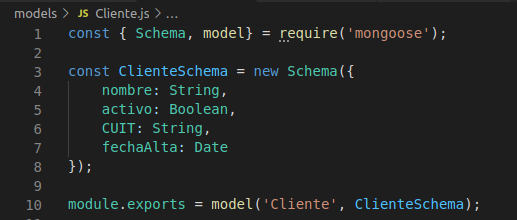 models > JS Cliente.js > ...
1 const { Schema, model} = require('mongoose');
2
3 const ClienteSchema = new Schema({
4     nombre: String,
5     activo: Boolean,
6     CUIT: String,
7     fechaAlta: Date
8 });
9
10 module.exports = model('Cliente', ClienteSchema);